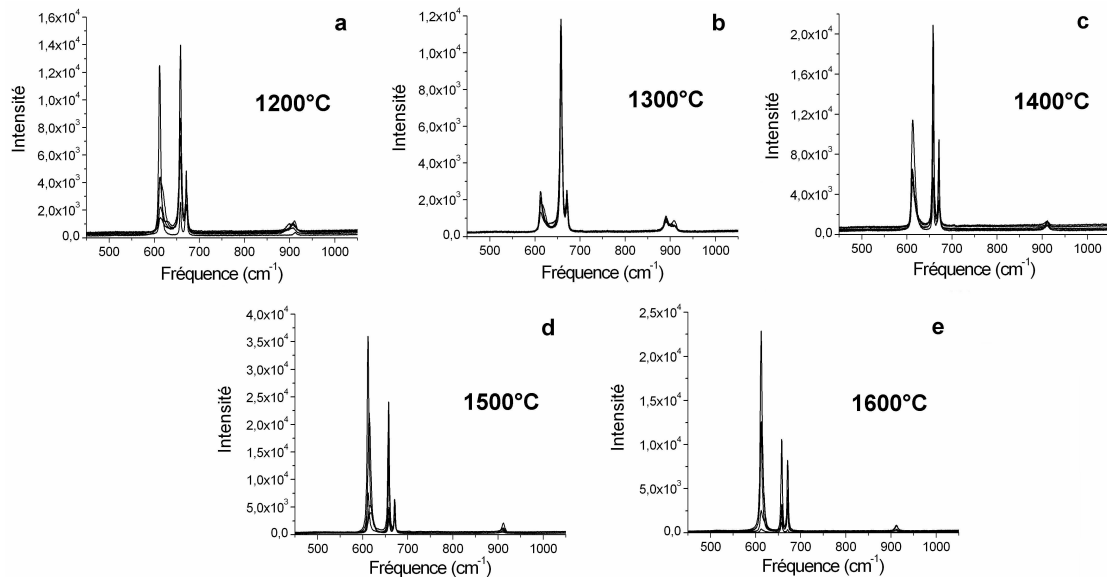 a
1,6x10⁴
1,4x10⁴
1,2x10⁴
1,0x10⁴
8,0x10³
6,0x10³
4,0x10³
2,0x10³
0,0
Intensité
1200°C
500 600 700 800 900 1000
Fréquence (cm⁻¹)
b
1,2x10⁴
1,0x10⁴
8,0x10³
6,0x10³
4,0x10³
2,0x10³
0,0
Intensité
1300°C
500 600 700 800 900 1000
Fréquence (cm⁻¹)
c
2,0x10⁴
1,6x10⁴
1,2x10⁴
8,0x10³
4,0x10³
0,0
Intensité
1400°C
500 600 700 800 900 1000
Fréquence (cm⁻¹)
d
4,0x10⁴
3,5x10⁴
3,0x10⁴
2,5x10⁴
2,0x10⁴
1,5x10⁴
1,0x10⁴
5,0x10³
0,0
Intensité
1500°C
500 600 700 800 900 1000
Fréquence (cm⁻¹)
e
2,5x10⁴
2,0x10⁴
1,5x10⁴
1,0x10⁴
5,0x10³
0,0
Intensité
1600°C
500 600 700 800 900 1000
Fréquence (cm⁻¹)